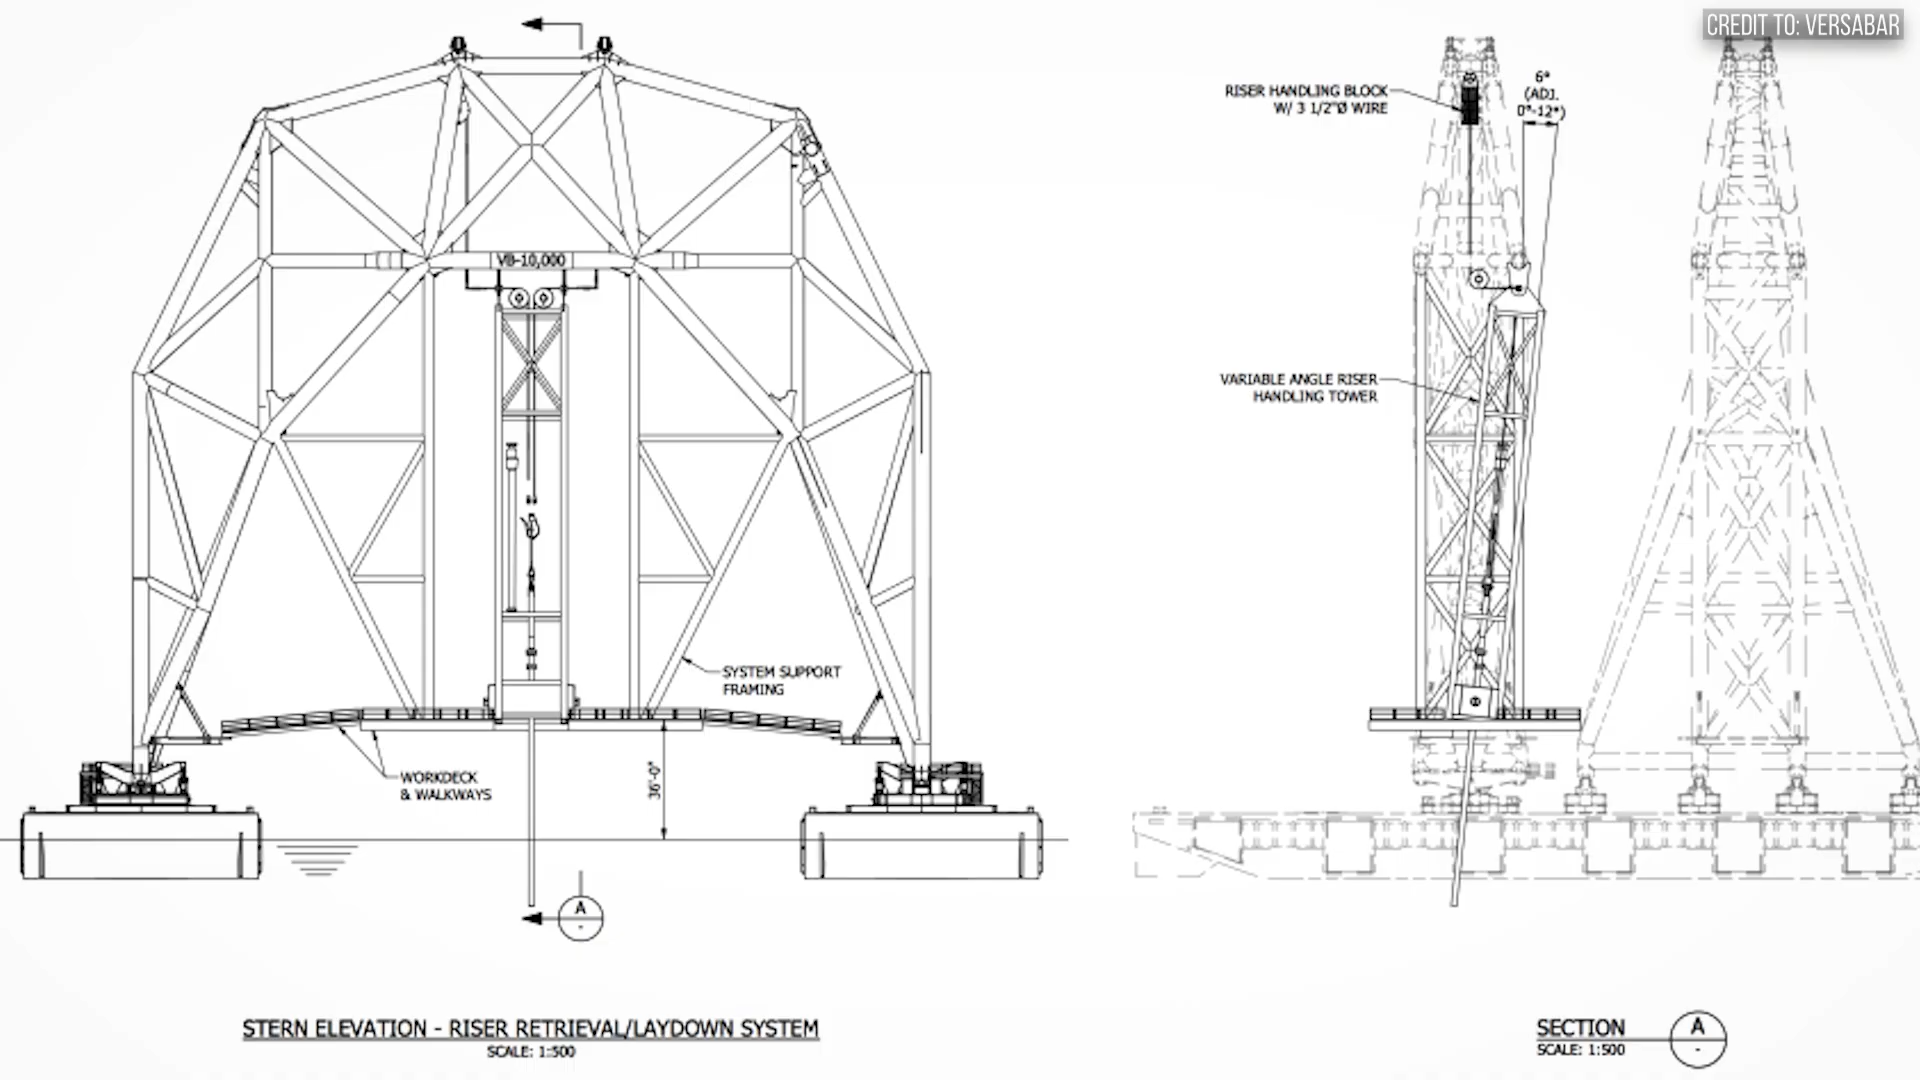 CREDIT TO: VERSABAR
RISER HANDLING BLOCK
W/ 3 1/2"Ø WIRE
6°
(ADJ.
0°-12°)
VB-10,000
VARIABLE ANGLE RISER
HANDLING TOWER
SYSTEM SUPPORT
FRAMING
WORKDECK
& WALKWAYS
36'-0"
A
-
STERN ELEVATION - RISER RETRIEVAL/LAYDOWN SYSTEM
SCALE: 1:500
SECTION
SCALE: 1:500
A
-